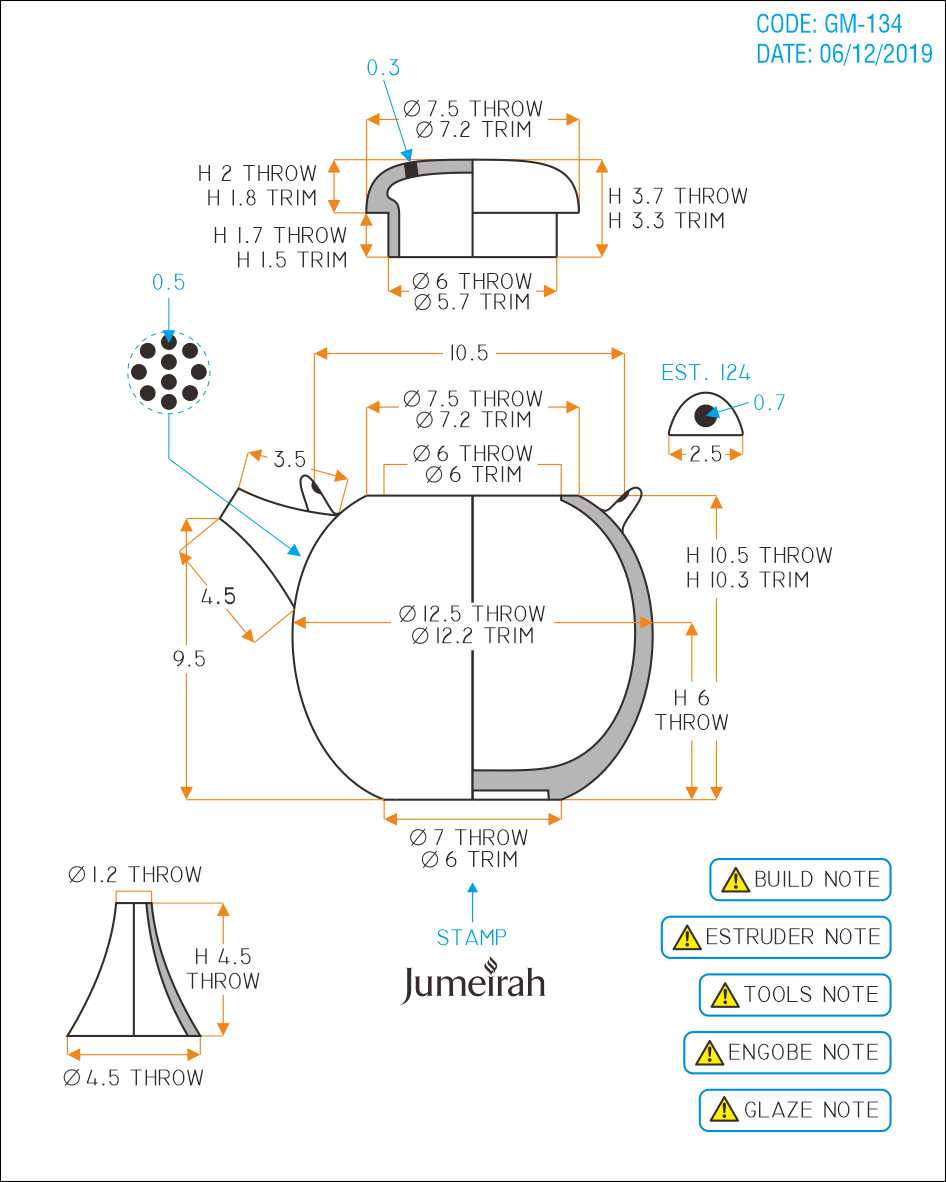 CODE: GM-134
DATE: 06/12/2019
0.3
Ø 7.5 THROW
Ø 7.2 TRIM
H 2 THROW
H 1.8 TRIM
H 3.7 THROW
H 3.3 TRIM
H 1.7 THROW
H 1.5 TRIM
Ø 6 THROW
Ø 5.7 TRIM
0.5
10.5
EST. 124
0.7
Ø 7.5 THROW
Ø 7.2 TRIM
2.5
Ø 6 THROW
Ø 6 TRIM
3.5
H 10.5 THROW
H 10.3 TRIM
4.5
Ø 12.5 THROW
Ø 12.2 TRIM
9.5
H 6
THROW
Ø 7 THROW
Ø 6 TRIM
STAMP
Jumeirah
Ø 1.2 THROW
H 4.5
THROW
Ø 4.5 THROW
BUILD NOTE
ESTRUDER NOTE
TOOLS NOTE
ENGOBE NOTE
GLAZE NOTE